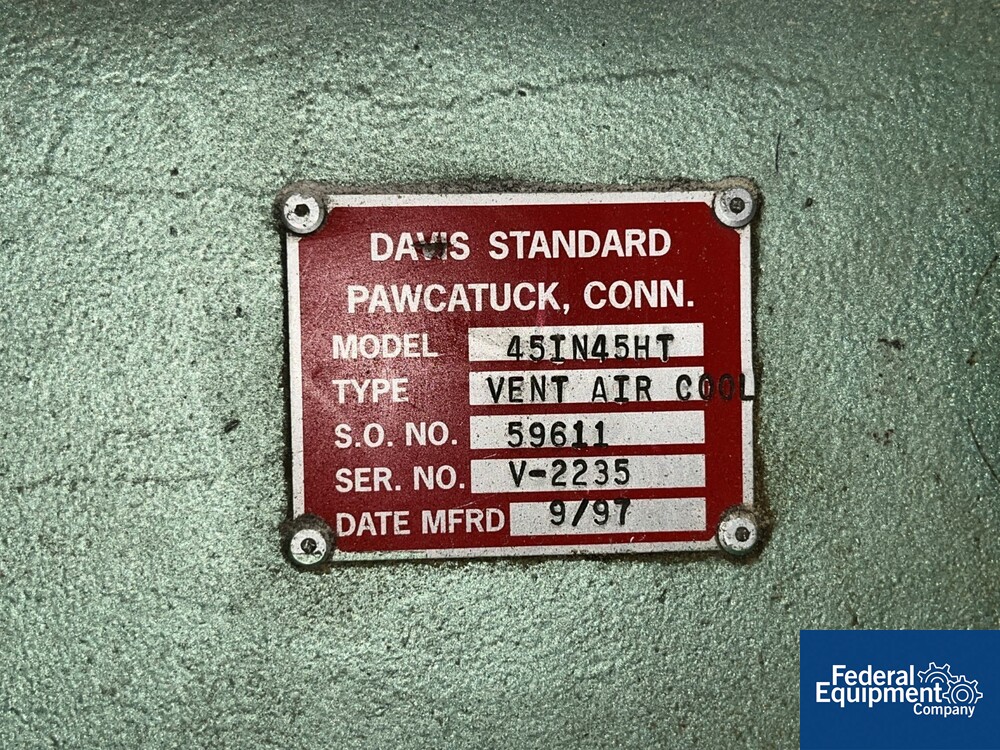 DAVIS STANDARD
PAWCATUCK, CONN.
MODEL 45IN45HT
TYPE VENT AIR COOL
S.O. NO. 59611
SER. NO. V-2235
DATE MFRD 9/97
Federal
Equipment
Company